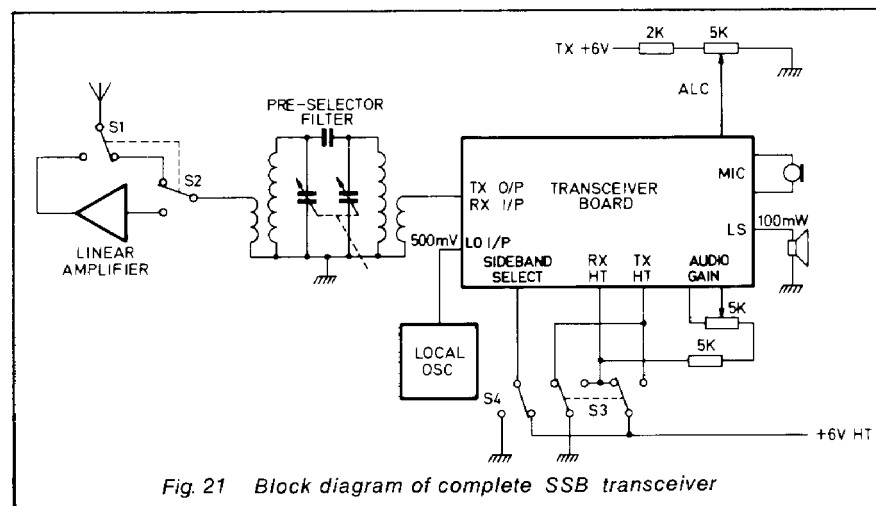 TX +6V
2K
5K
ALC
S1
PRE-SELECTOR
FILTER
S2
LINEAR
AMPLIFIER
TX O/P
RX I/P
TRANSCEIVER
BOARD
MIC
LS
100mW
500mV
LO I/P
SIDEBAND
SELECT
RX
HT
TX
HT
AUDIO
GAIN
5K
5K
LOCAL
OSC
S4
S3
+6V HT
Fig. 21 Block diagram of complete SSB transceiver